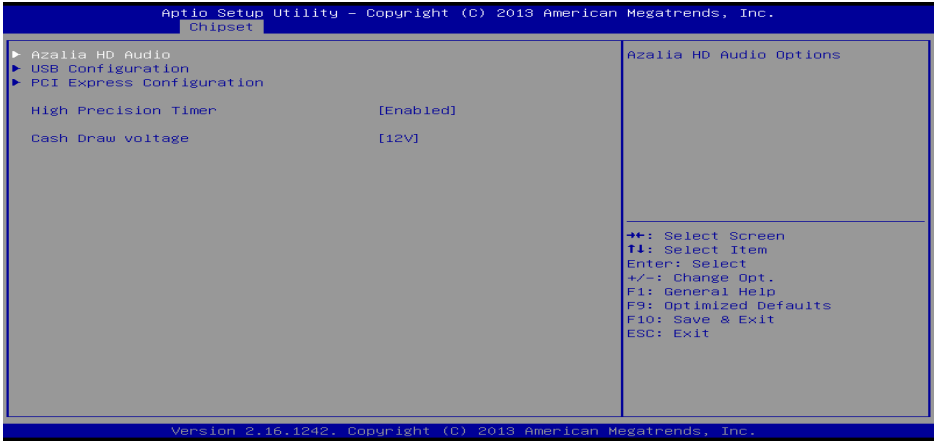 Aptio Setup Utility – Copyright (C) 2013 American Megatrends, Inc.
Chipset
► Azalia HD Audio
► USB Configuration
► PCI Express Configuration
High Precision Timer [Enabled]
Cash Draw voltage [12V]
Azalia HD Audio Options
→←: Select Screen
↑↓: Select Item
Enter: Select
+/-: Change Opt.
F1: General Help
F9: Optimized Defaults
F10: Save & Exit
ESC: Exit
Version 2.16.1242. Copyright (C) 2013 American Megatrends, Inc.